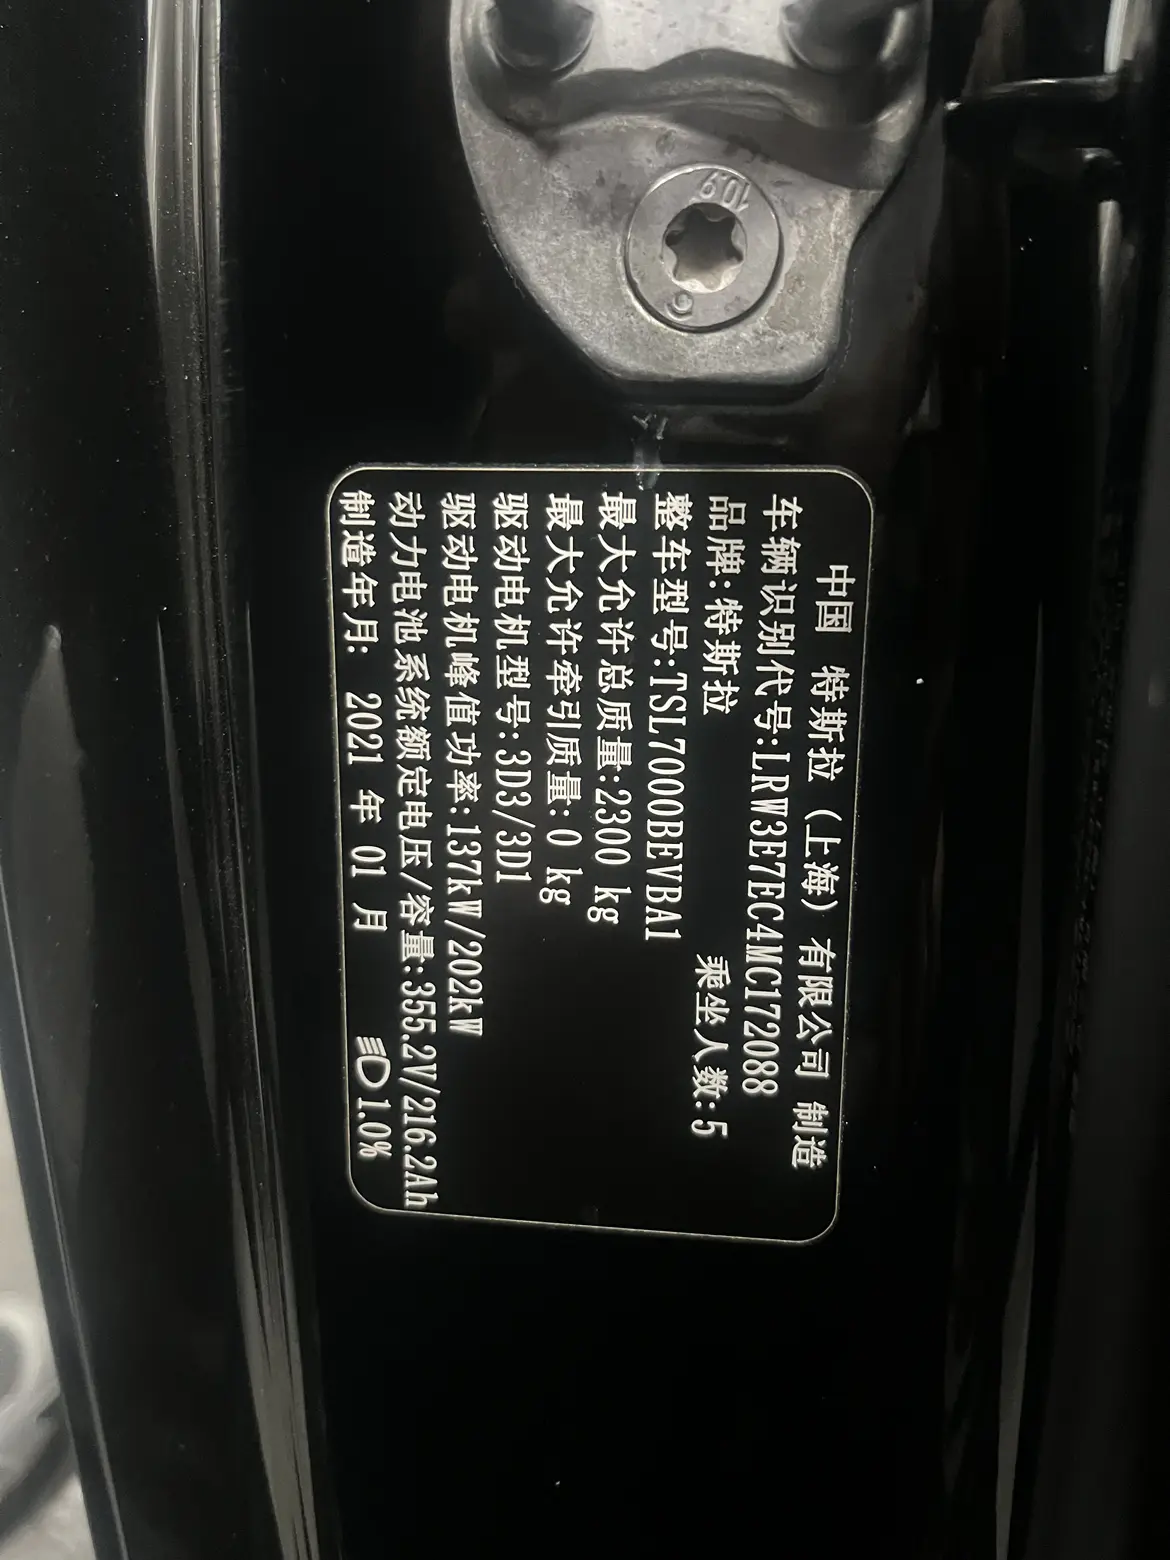 10.9
中国 特斯拉（上海）有限公司 制造
车辆识别代号:LRW3E7EC4MC172088
品牌:特斯拉 乘坐人数:5
整车型号:TSL7000BEVBA1
最大允许总质量:2300 kg
最大允许牵引质量:0 kg
驱动电机型号:3D3/3D1
驱动电机峰值功率:137kW/202kW
动力电池系统额定电压/容量:355.2V/216.2Ah
制造年月: 2021 年 01 月 1.0%